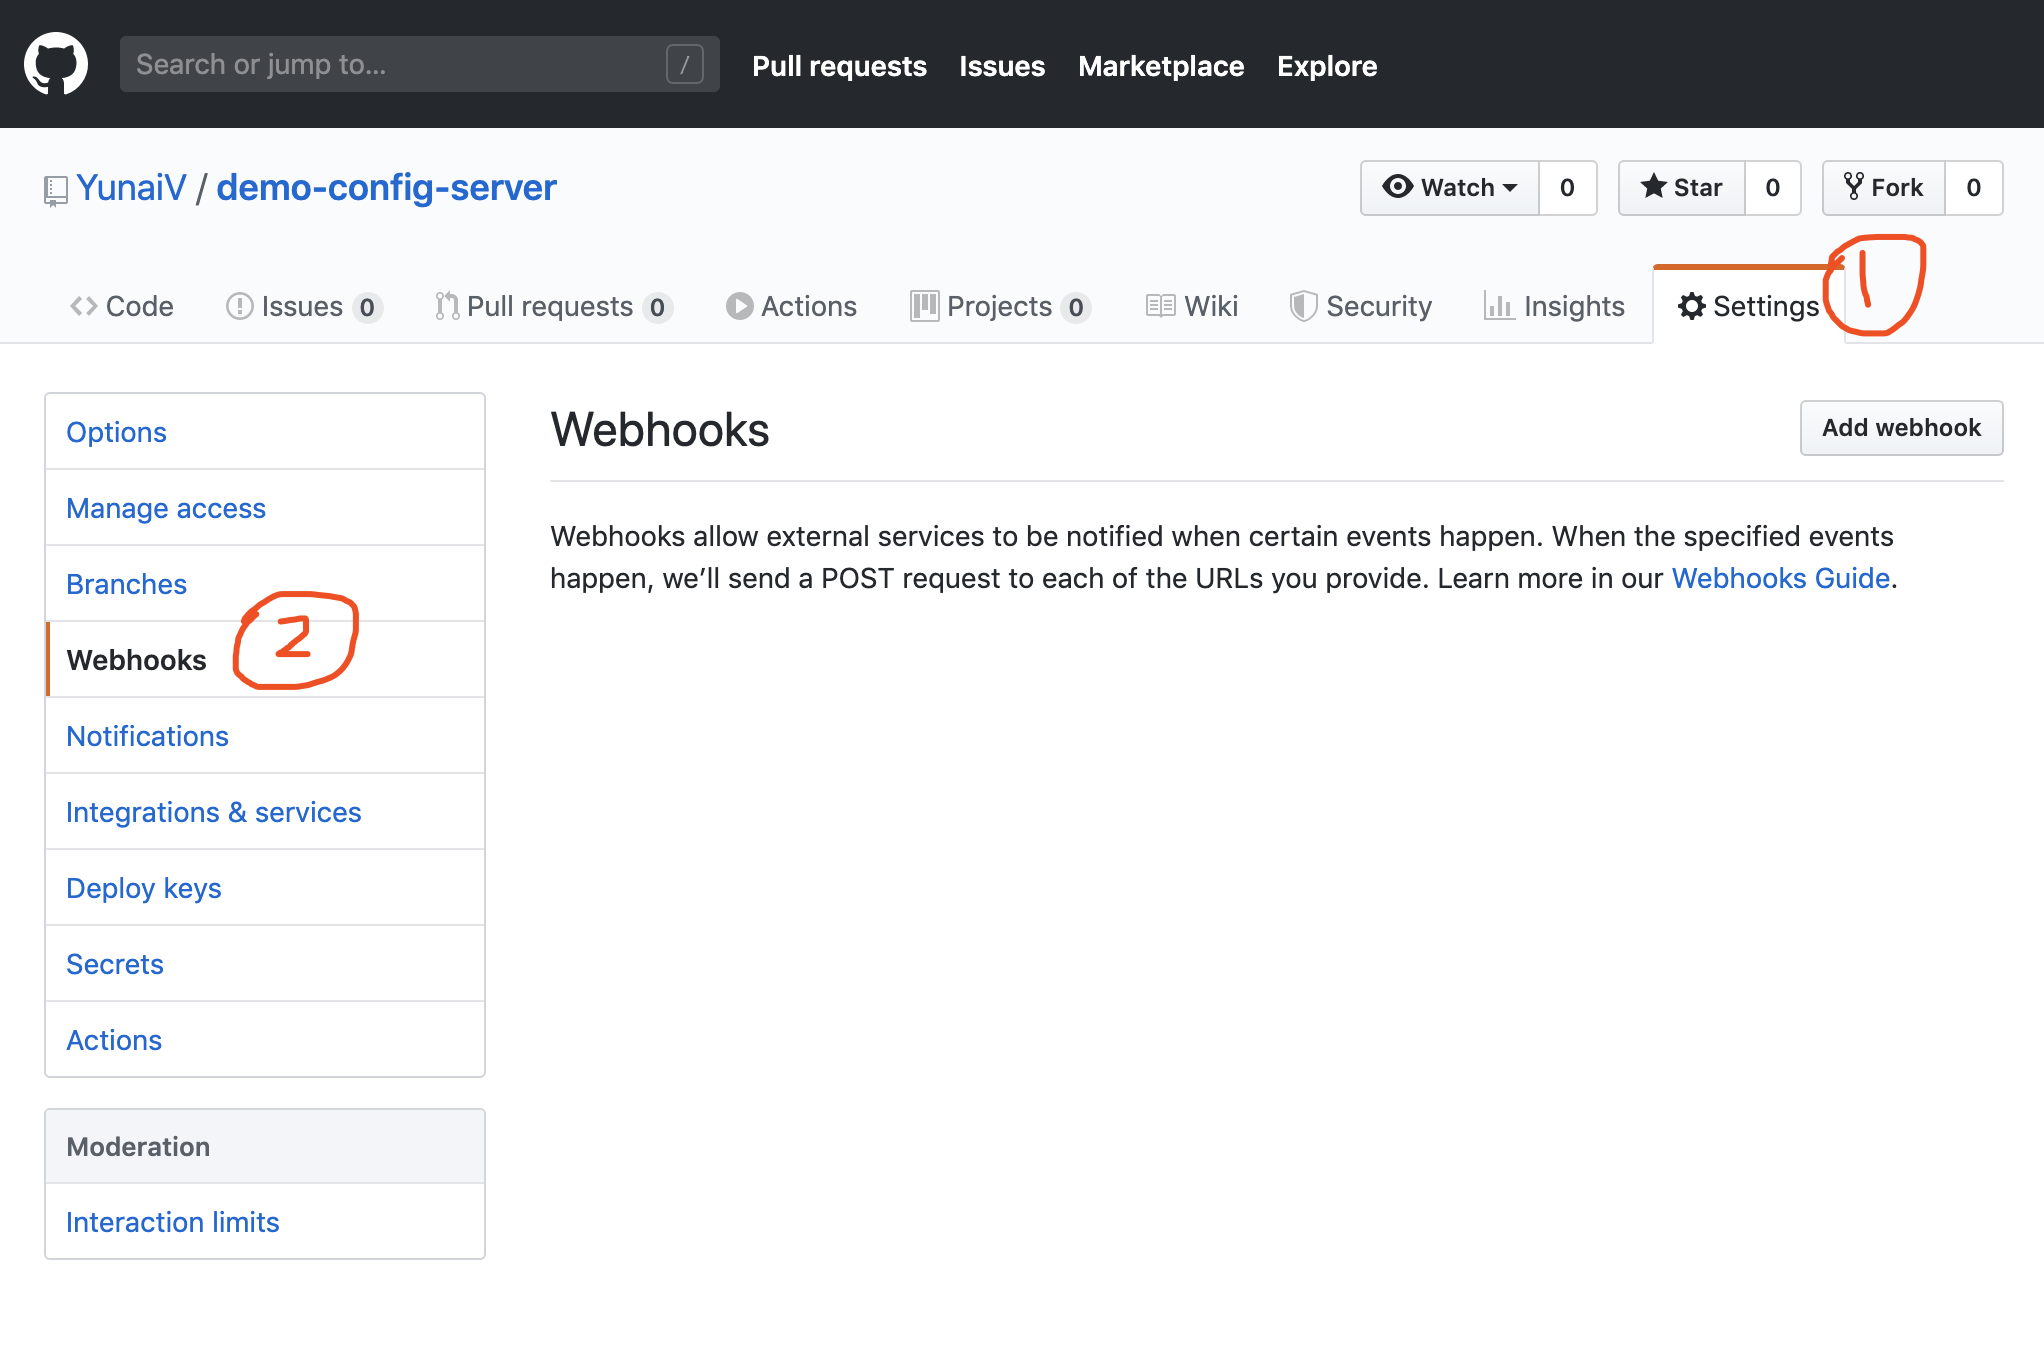 Search or jump to... /
Pull requests Issues Marketplace Explore
YunaiV / demo-config-server
Watch 0 Star 0 Fork 0
Code Issues 0 Pull requests 0 Actions Projects 0 Wiki Security Insights Settings 1
Options
Manage access
Branches
Webhooks 2
Notifications
Integrations & services
Deploy keys
Secrets
Actions
Moderation
Interaction limits
Webhooks
Add webhook
Webhooks allow external services to be notified when certain events happen. When the specified events
happen, we’ll send a POST request to each of the URLs you provide. Learn more in our Webhooks Guide.